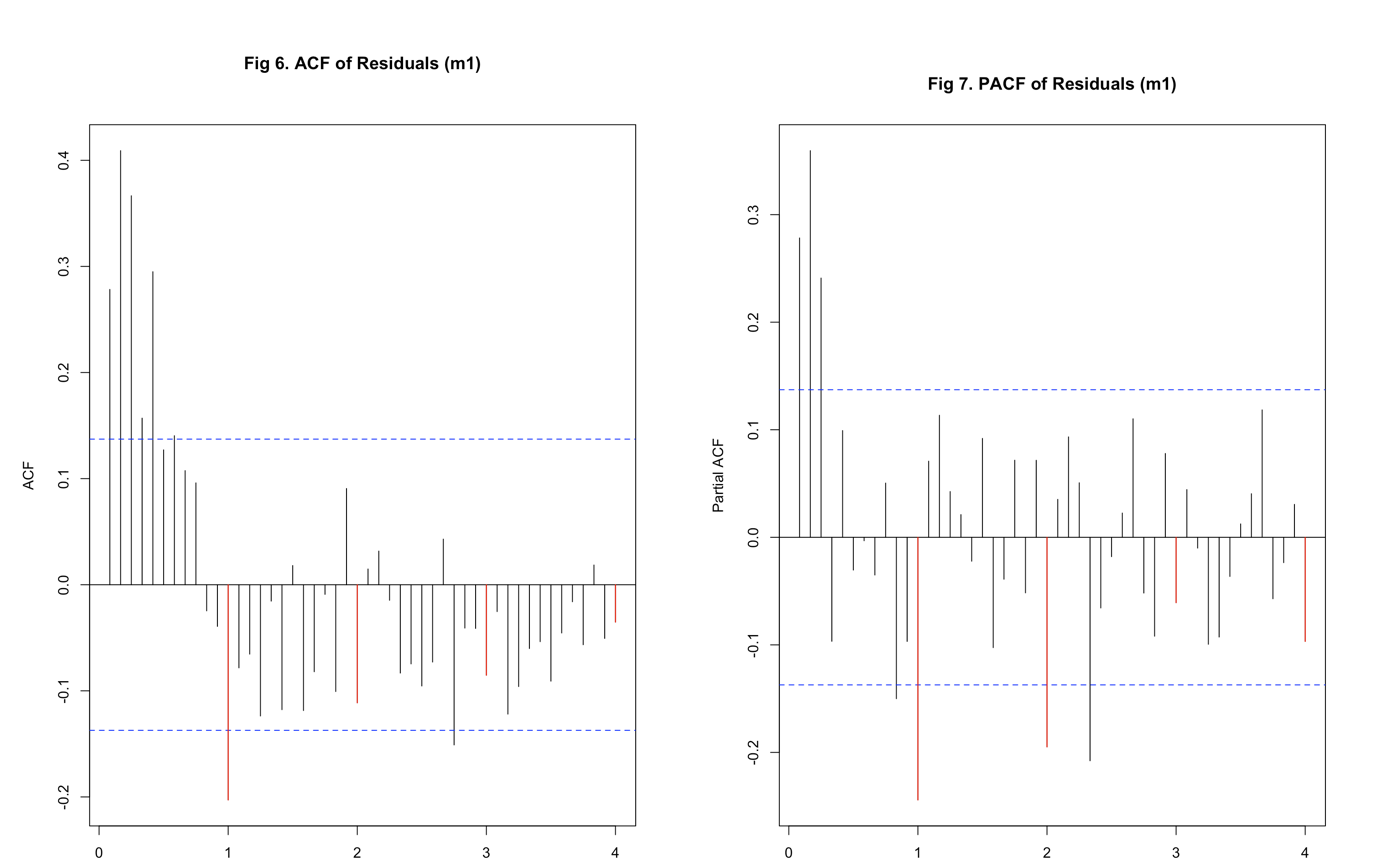 Fig 6. ACF of Residuals (m1)
ACF
0.4
0.3
0.2
0.1
0.0
-0.1
-0.2
0 1 2 3 4
Fig 7. PACF of Residuals (m1)
Partial ACF
0.3
0.2
0.1
0.0
-0.1
-0.2
0 1 2 3 4